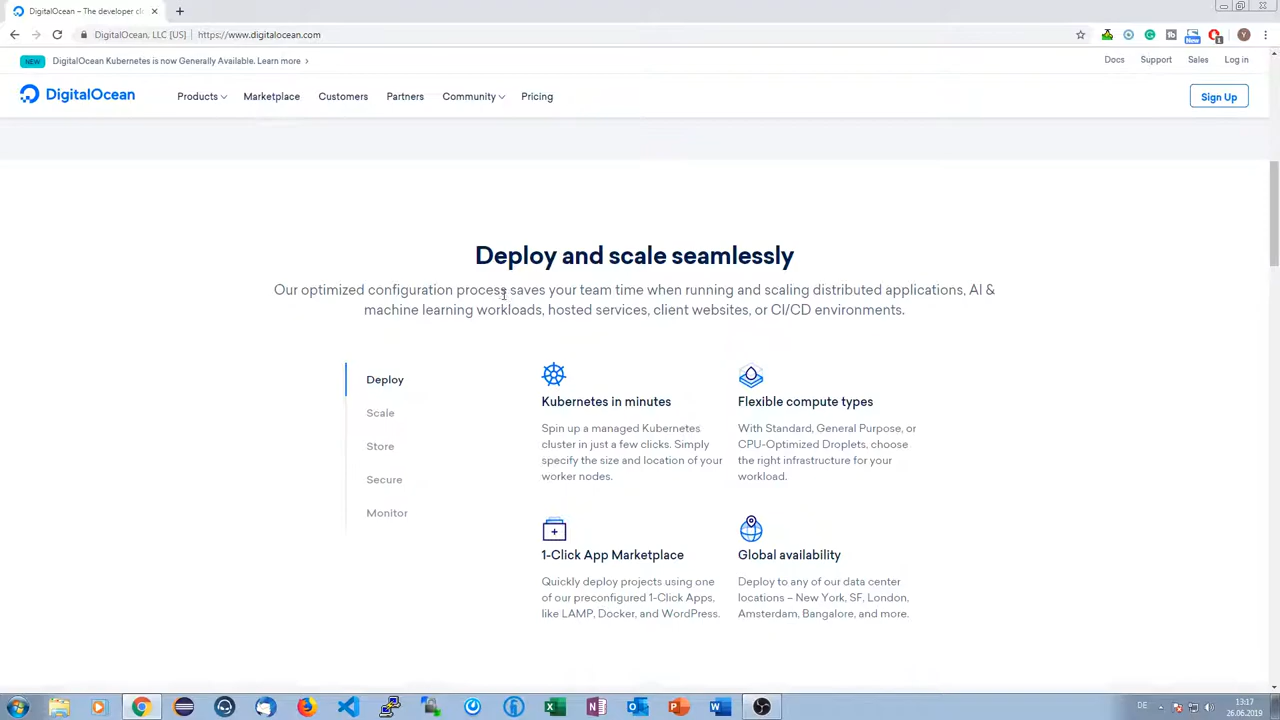 DigitalOcean – The developer cl
DigitalOcean, LLC [US] https://www.digitalocean.com
New
1
Y
NEW DigitalOcean Kubernetes is now Generally Available. Learn more ›
Docs Support Sales Log in
DigitalOcean Products Marketplace Customers Partners Community Pricing Sign Up
Deploy and scale seamlessly
Our optimized configuration process saves your team time when running and scaling distributed applications, AI &
machine learning workloads, hosted services, client websites, or CI/CD environments.
Deploy
Scale
Store
Secure
Monitor
Kubernetes in minutes
Spin up a managed Kubernetes
cluster in just a few clicks. Simply
specify the size and location of your
worker nodes.
Flexible compute types
With Standard, General Purpose, or
CPU-Optimized Droplets, choose
the right infrastructure for your
workload.
1-Click App Marketplace
Quickly deploy projects using one
of our preconfigured 1-Click Apps,
like LAMP, Docker, and WordPress.
Global availability
Deploy to any of our data center
locations – New York, SF, London,
Amsterdam, Bangalore, and more.
DE
13:17
26.06.2019